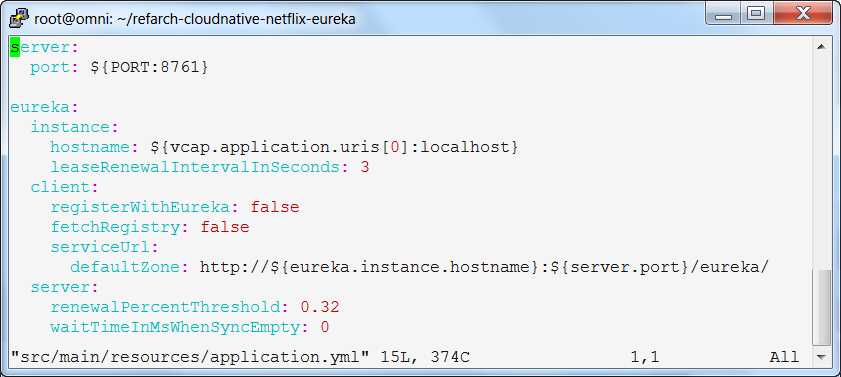 root@omni: ~/refarch-cloudnative-netflix-eureka
server:
  port: ${PORT:8761}

eureka:
  instance:
    hostname: ${vcap.application.uris[0]:localhost}
    leaseRenewalIntervalInSeconds: 3
  client:
    registerWithEureka: false
    fetchRegistry: false
    serviceUrl:
      defaultZone: http://${eureka.instance.hostname}:${server.port}/eureka/
  server:
    renewalPercentThreshold: 0.32
    waitTimeInMsWhenSyncEmpty: 0
"src/main/resources/application.yml" 15L, 374C 1,1 All